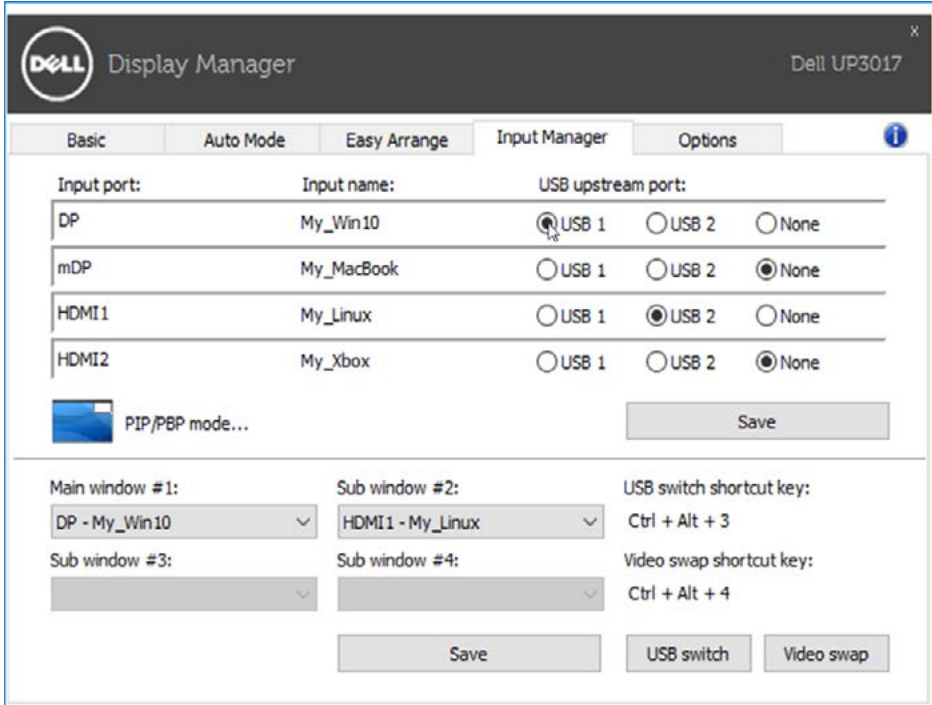 x
DELL Display Manager Dell UP3017
Basic Auto Mode Easy Arrange Input Manager Options i
Input port: Input name: USB upstream port:
DP My_Win10 USB 1 USB 2 None
mDP My_MacBook USB 1 USB 2 None
HDMI1 My_Linux USB 1 USB 2 None
HDMI2 My_Xbox USB 1 USB 2 None
PIP/PBP mode... Save
Main window #1: Sub window #2: USB switch shortcut key:
DP - My_Win10 HDMI1 - My_Linux Ctrl + Alt + 3
Sub window #3: Sub window #4: Video swap shortcut key:
Ctrl + Alt + 4
Save USB switch Video swap